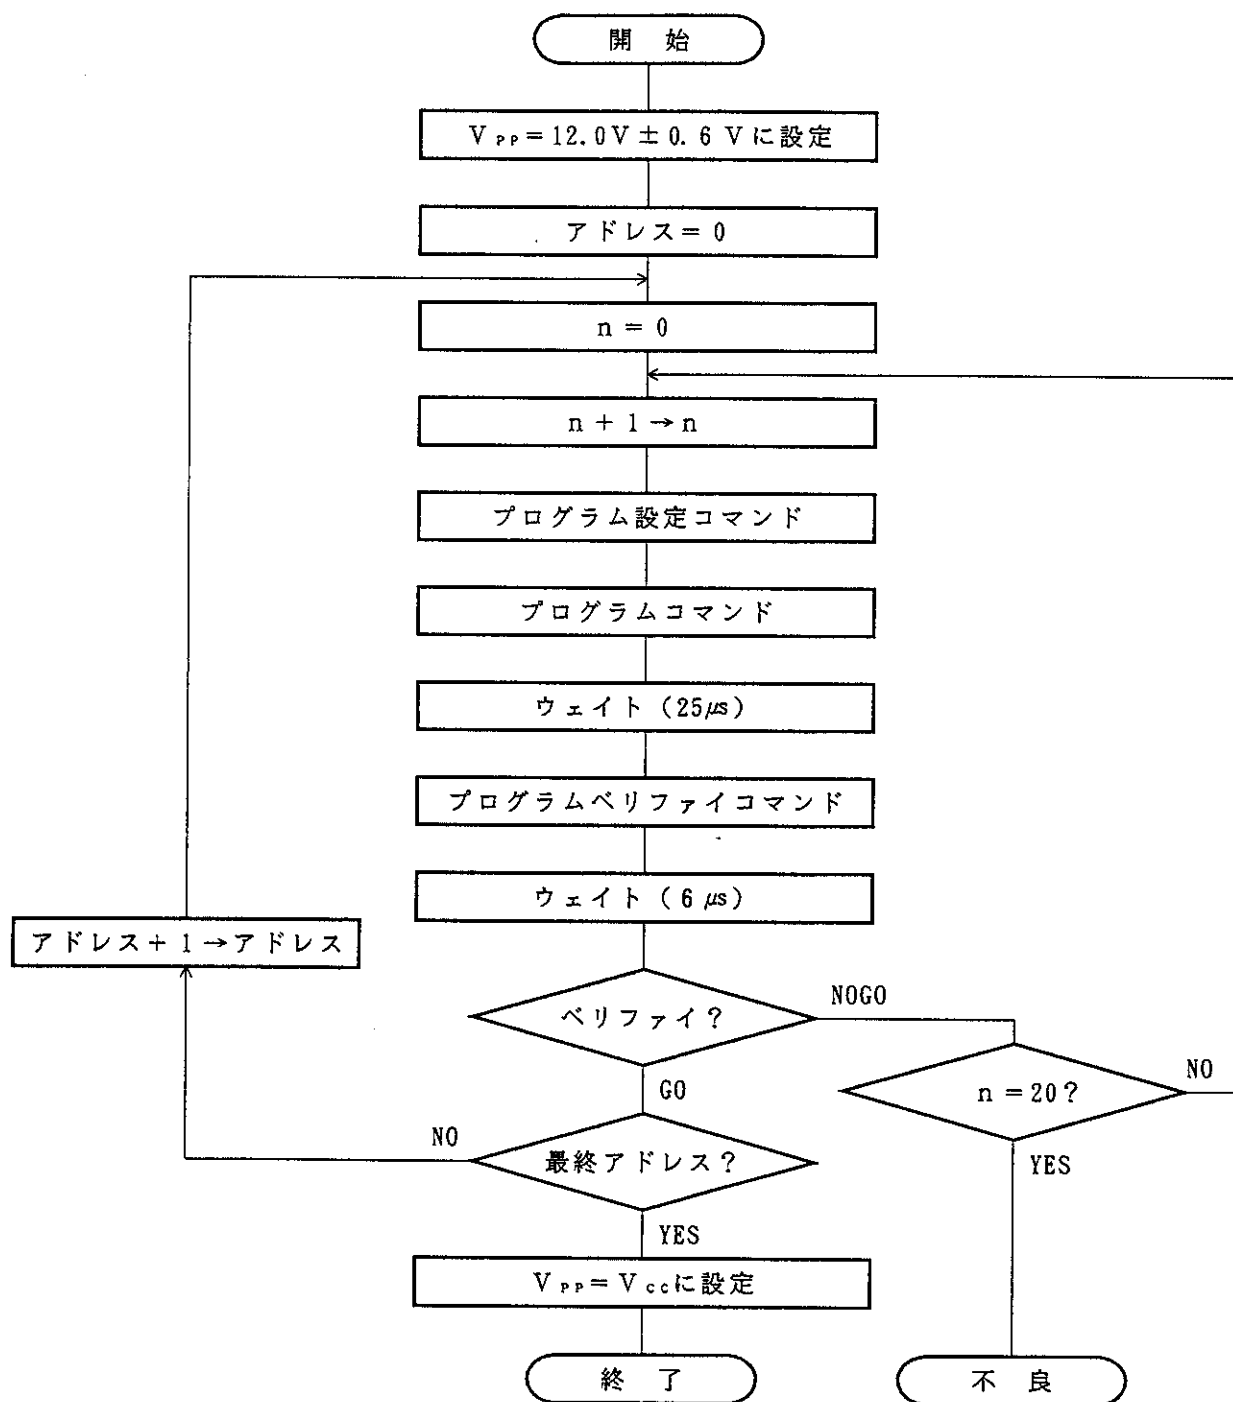 開 始
VPP=12.0V±0.6 Vに設定
アドレス=0
n=0
n+1→n
プログラム設定コマンド
プログラムコマンド
ウェイト(25μs)
プログラムベリファイコマンド
ウェイト(6μs)
アドレス+1→アドレス
ベリファイ?
NOGO
n=20?
NO
GO
NO
最終アドレス?
YES
YES
VPP=Vccに設定
終 了
不 良